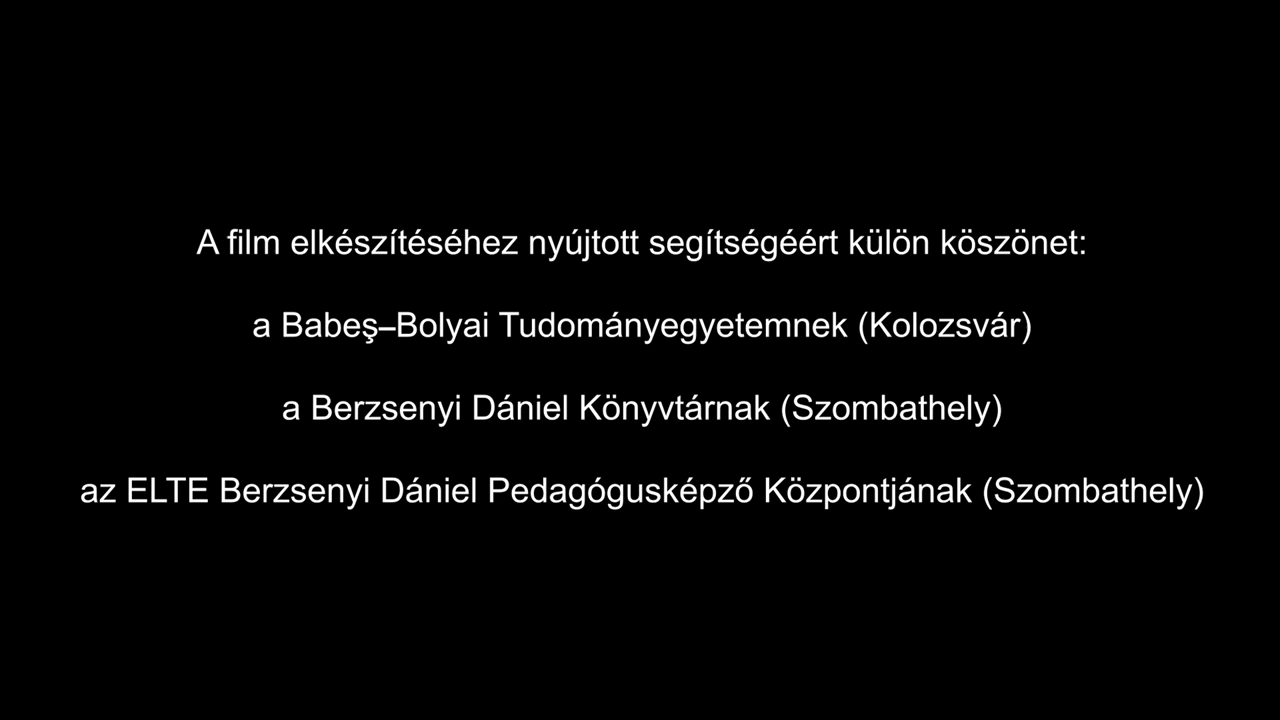 A film elkészítéséhez nyújtott segítségéért külön köszönet:
a Babeş–Bolyai Tudományegyetemnek (Kolozsvár)
a Berzsenyi Dániel Könyvtárnak (Szombathely)
az ELTE Berzsenyi Dániel Pedagógusképző Központjának (Szombathely)